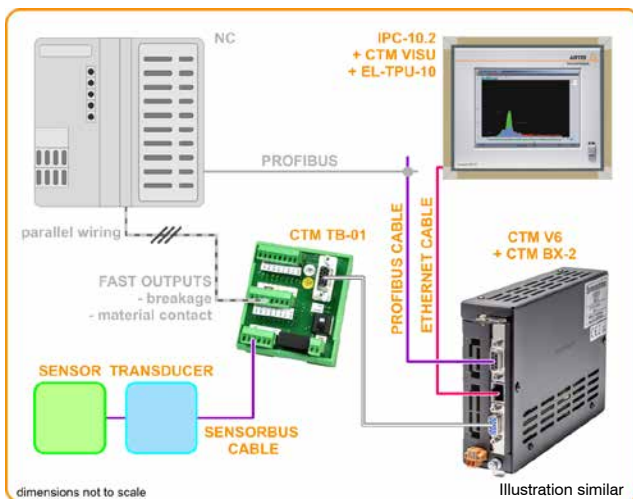 NC
IPC-10.2
+ CTM VISU
+ EL-TPU-10
PROFIBUS
parallel wiring
CTM TB-01
FAST OUTPUTS
- breakage
- material contact
PROFIBUS CABLE
ETHERNET CABLE
CTM V6
+ CTM BX-2
SENSOR
TRANSDUCER
SENSORBUS
CABLE
dimensions not to scale
Illustration similar